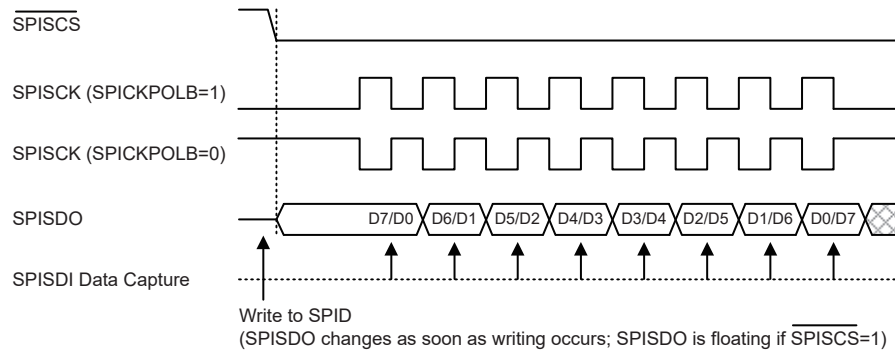 SPISCS
SPISCK (SPICKPOLB=1)
SPISCK (SPICKPOLB=0)
SPISDO D7/D0 D6/D1 D5/D2 D4/D3 D3/D4 D2/D5 D1/D6 D0/D7
SPISDI Data Capture
Write to SPID
(SPISDO changes as soon as writing occurs; SPISDO is floating if SPISCS=1)